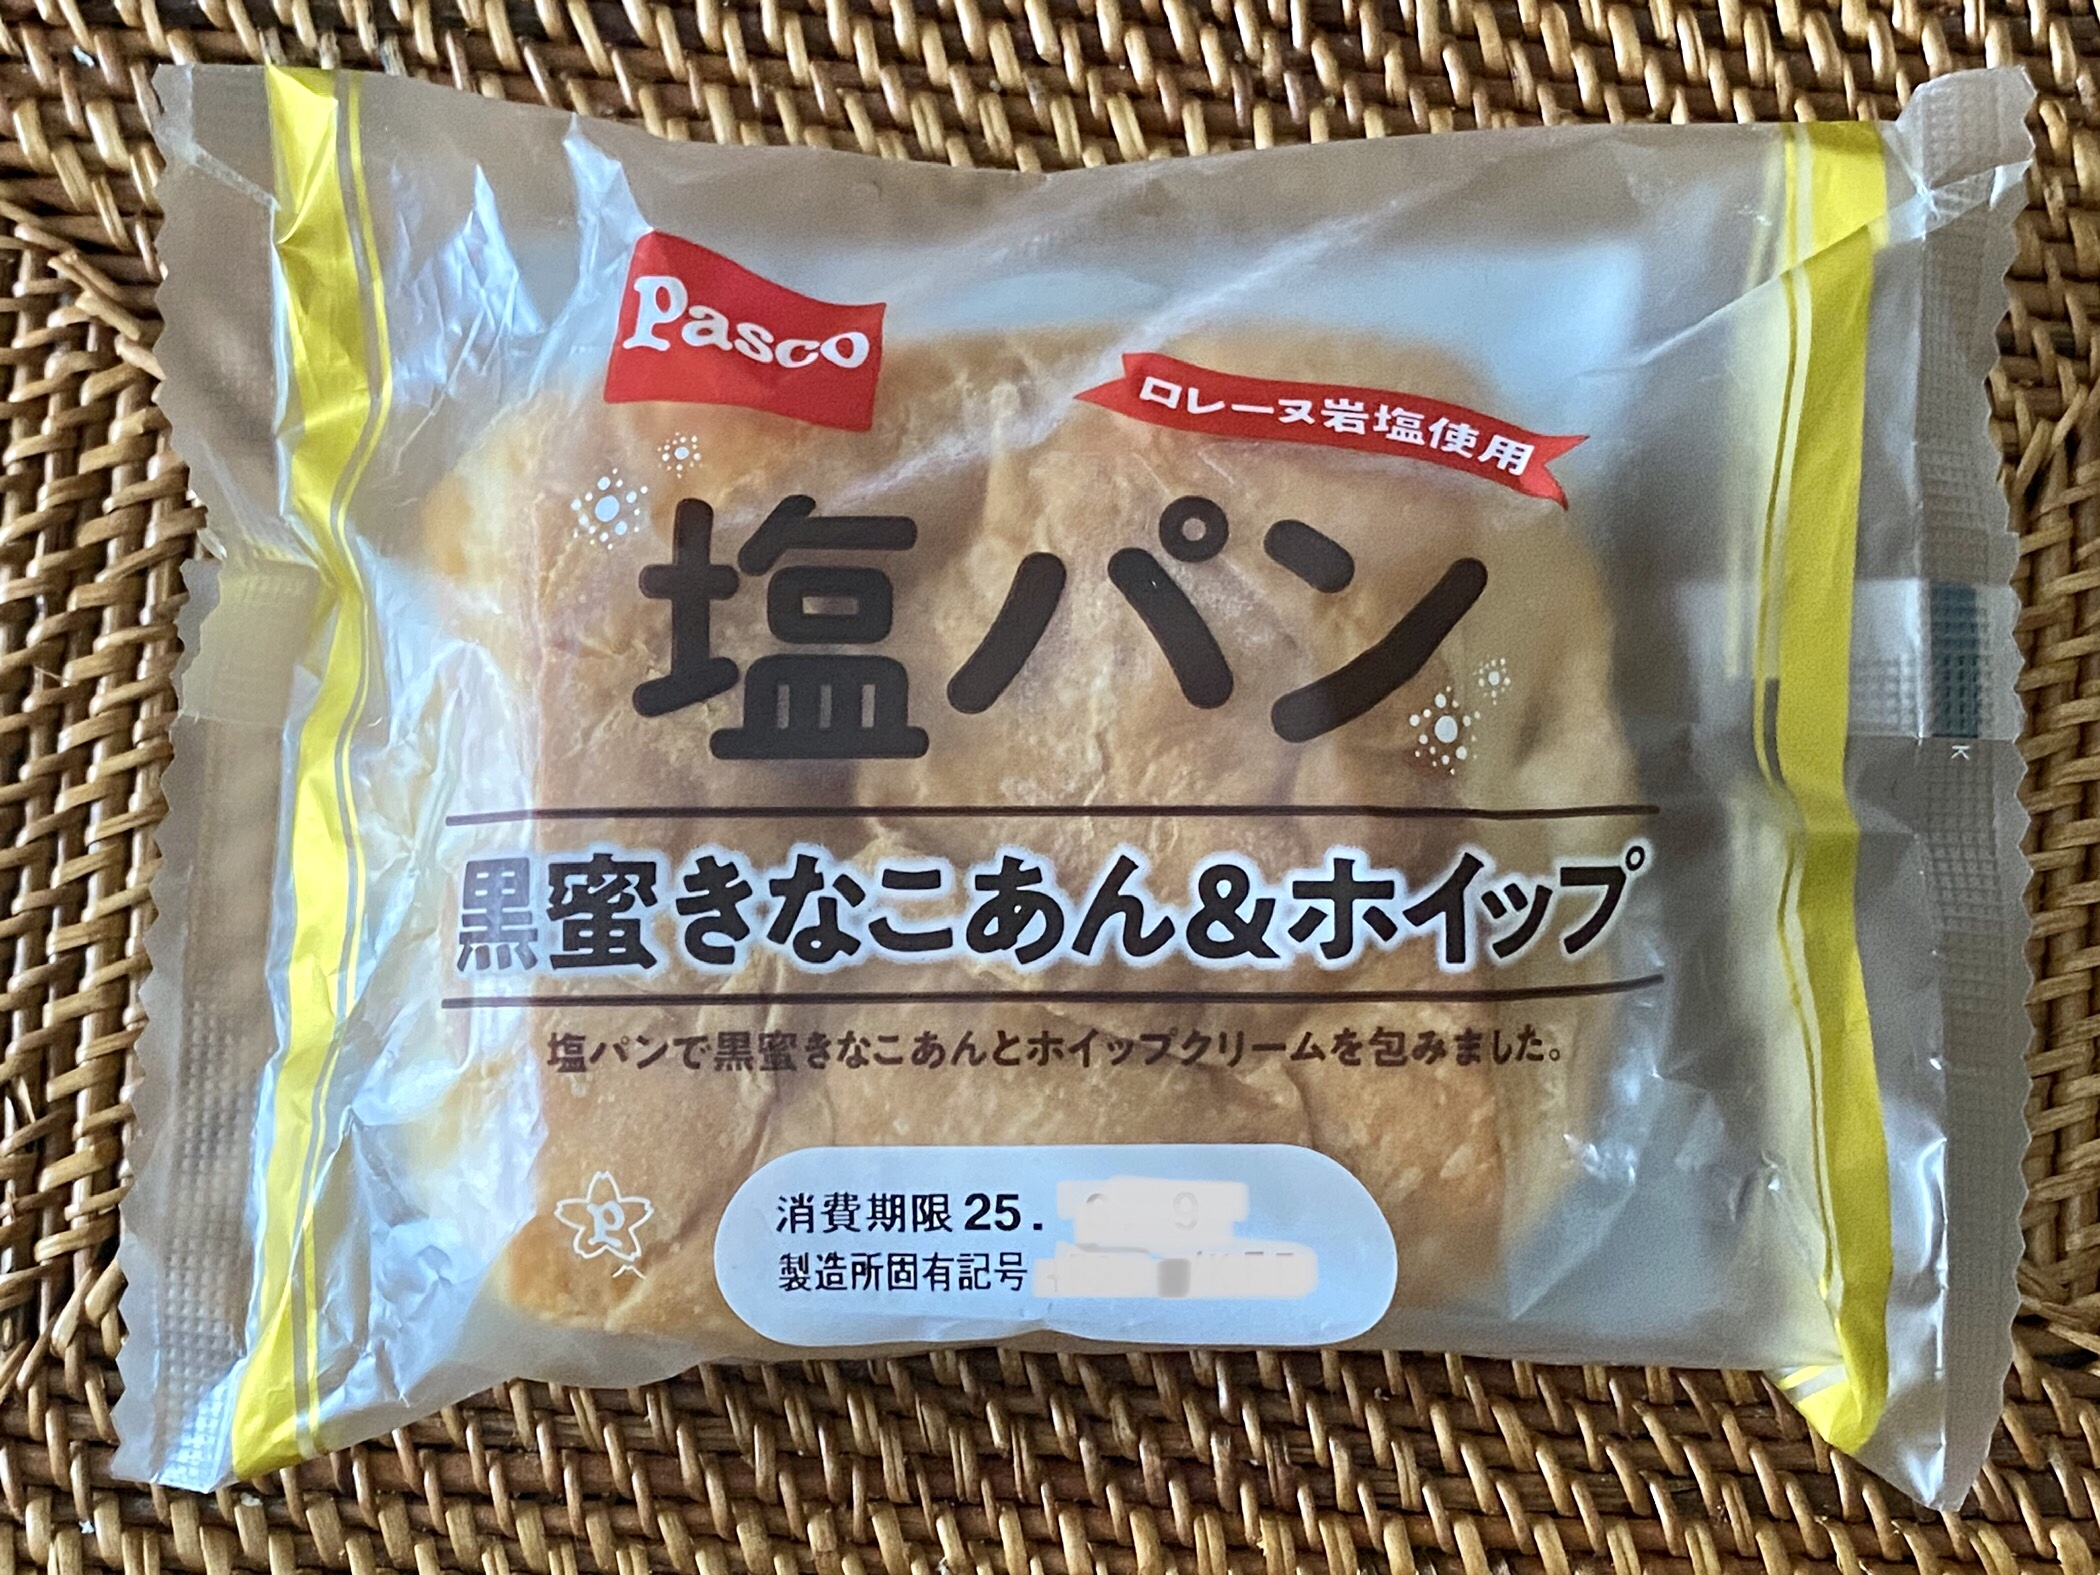 Pasco
ロレーヌ岩塩使用
塩パン
黒蜜きなこあん&ホイップ
塩パンで黒蜜きなこあんとホイップクリームを包みました。
P
消費期限 25.
製造所固有記号
K